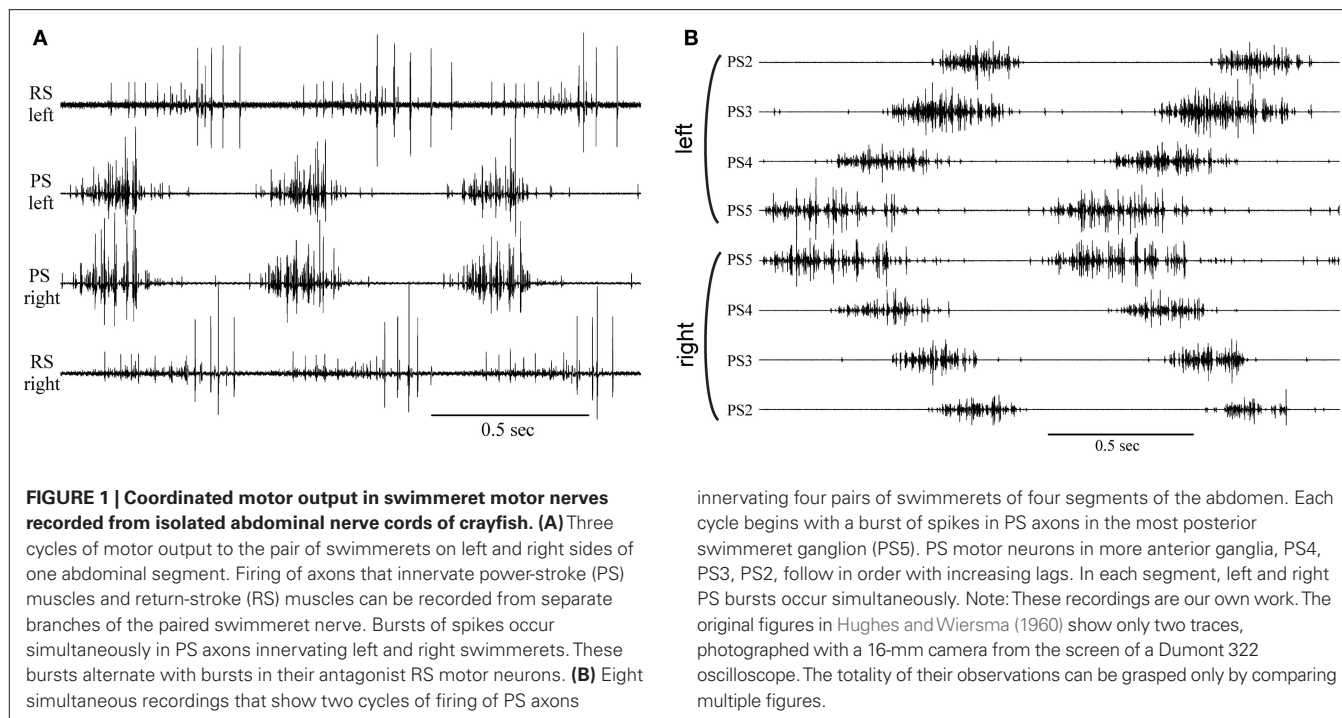 A
RS
left
PS
left
PS
right
RS
right
0.5 sec
B
left
PS2
PS3
PS4
PS5
right
PS5
PS4
PS3
PS2
0.5 sec
FIGURE 1 | Coordinated motor output in swimmeret motor nerves
recorded from isolated abdominal nerve cords of crayfish. (A) Three
cycles of motor output to the pair of swimmerets on left and right sides of
one abdominal segment. Firing of axons that innervate power-stroke (PS)
muscles and return-stroke (RS) muscles can be recorded from separate
branches of the paired swimmeret nerve. Bursts of spikes occur
simultaneously in PS axons innervating left and right swimmerets. These
bursts alternate with bursts in their antagonist RS motor neurons. (B) Eight
simultaneous recordings that show two cycles of firing of PS axons
innervating four pairs of swimmerets of four segments of the abdomen. Each
cycle begins with a burst of spikes in PS axons in the most posterior
swimmeret ganglion (PS5). PS motor neurons in more anterior ganglia, PS4,
PS3, PS2, follow in order with increasing lags. In each segment, left and right
PS bursts occur simultaneously. Note: These recordings are our own work. The
original figures in Hughes and Wiersma (1960) show only two traces,
photographed with a 16-mm camera from the screen of a Dumont 322
oscilloscope. The totality of their observations can be grasped only by comparing
multiple figures.